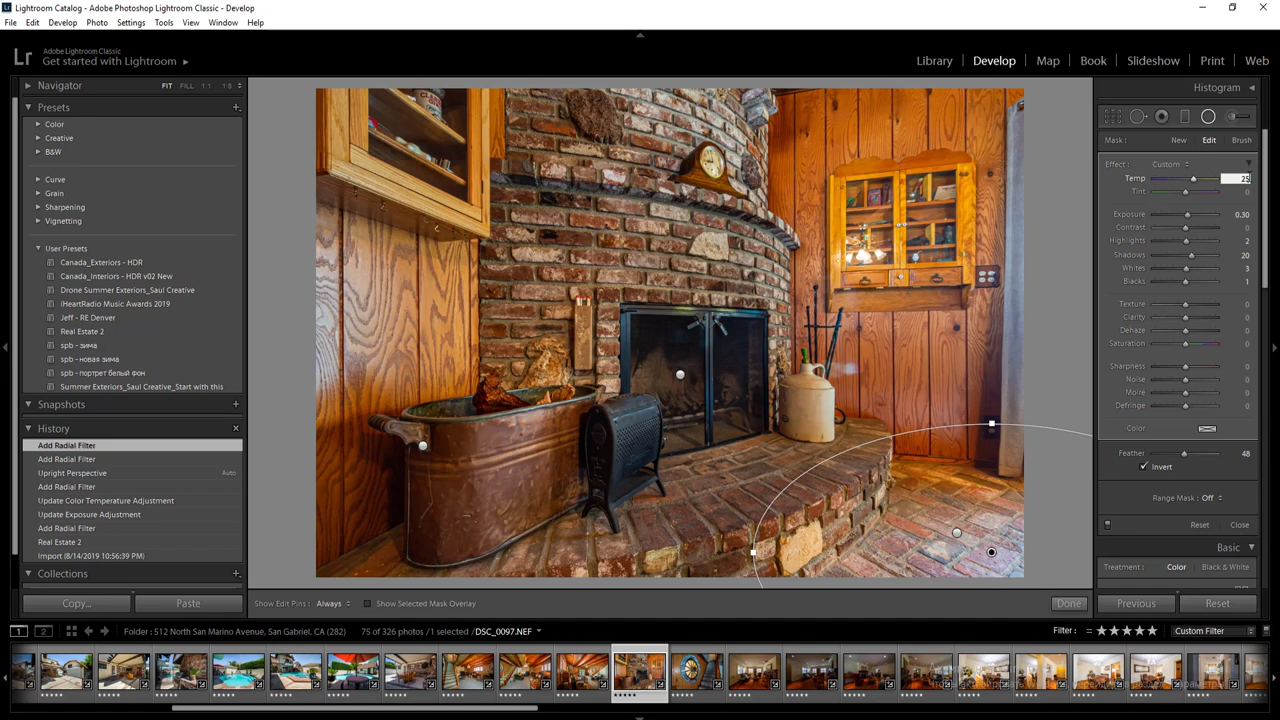 Lightroom Catalog - Adobe Photoshop Lightroom Classic - Develop
File Edit Develop Photo Settings Tools View Window Help
Lr Adobe Lightroom Classic
Get started with Lightroom
Library Develop Map Book Slideshow Print Web
Navigator FIT FILL 1:1 1:8
Presets
Color
Creative
B&W
Curve
Grain
Sharpening
Vignetting
User Presets
Canada_Exteriors - HDR
Canada_Interiors - HDR v02 New
Drone Summer Exteriors_Saul Creative
iHeartRadio Music Awards 2019
Jeff - RE Denver
Real Estate 2
spb - зима
spb - новая зима
spb - портрет белый фон
Summer Exteriors_Saul Creative_Start with this
Snapshots
History
Add Radial Filter
Add Radial Filter
Upright Perspective Auto
Add Radial Filter
Update Color Temperature Adjustment
Update Exposure Adjustment
Add Radial Filter
Real Estate 2
Import (8/14/2019 10:56:39 PM)
Collections
Copy... Paste
Histogram
Mask : New Edit Brush
Effect : Custom
Temp 25
Tint 0
Exposure 0.30
Contrast 0
Highlights 2
Shadows 20
Whites 3
Blacks 1
Texture 0
Clarity 0
Dehaze 0
Saturation 0
Sharpness 0
Noise 0
Moire 0
Defringe 0
Color
Feather 48
Invert
Range Mask : Off
Reset Close
Basic
Treatment : Color Black & White
Previous Reset
Show Edit Pins : Always Show Selected Mask Overlay Done
1 2 Folder : 512 North San Marino Avenue, San Gabriel, CA (282) 75 of 326 photos /1 selected /DSC_0097.NEF Filter : Custom Filter